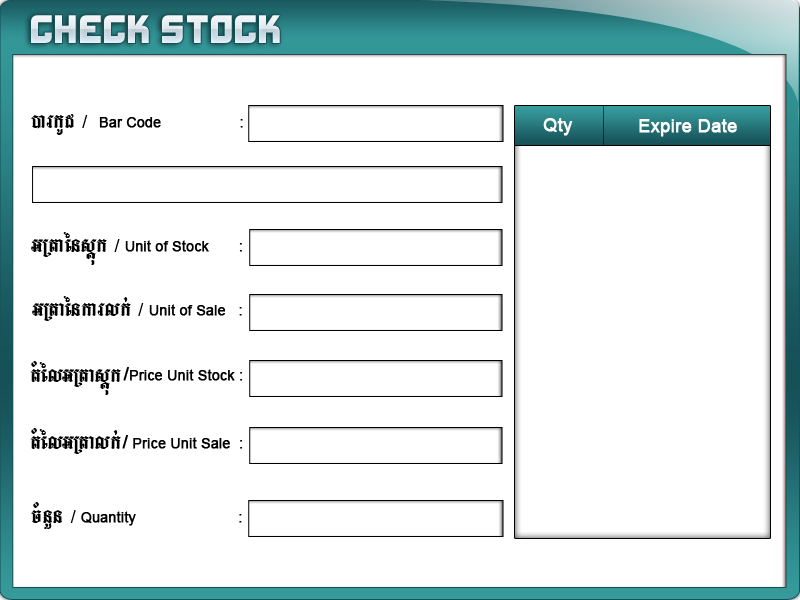 CHECK STOCK
បារកូដ / Bar Code :
Qty Expire Date
អត្រានៃស្តុក / Unit of Stock :
អត្រានៃការលក់ / Unit of Sale :
តំលៃអត្រាស្តុក/Price Unit Stock :
តំលៃអត្រាលក់/ Price Unit Sale :
ចំនួន / Quantity :